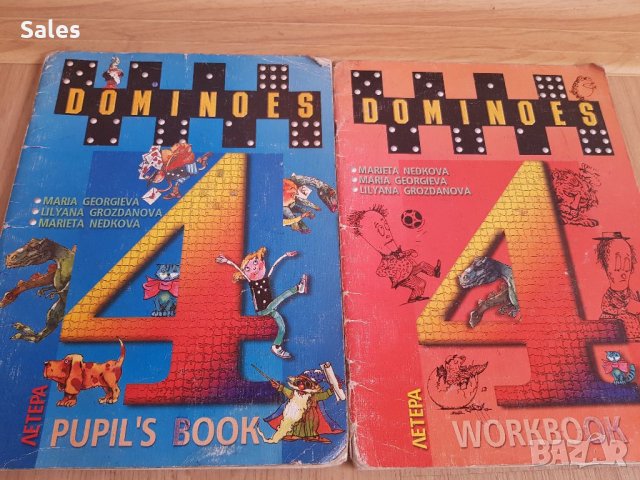 Sales
DOMINOES
• MARIA GEORGIEVA
• LILYANA GROZDANOVA
• MARIETA NEDKOVA
4
ЛЕТЕРА
PUPIL'S BOOK
DOMINOES
• MARIETA NEDKOVA
• MARIA GEORGIEVA
• LILYANA GROZDANOVA
4
ЛЕТЕРА
WORKBOOK
BAZAR